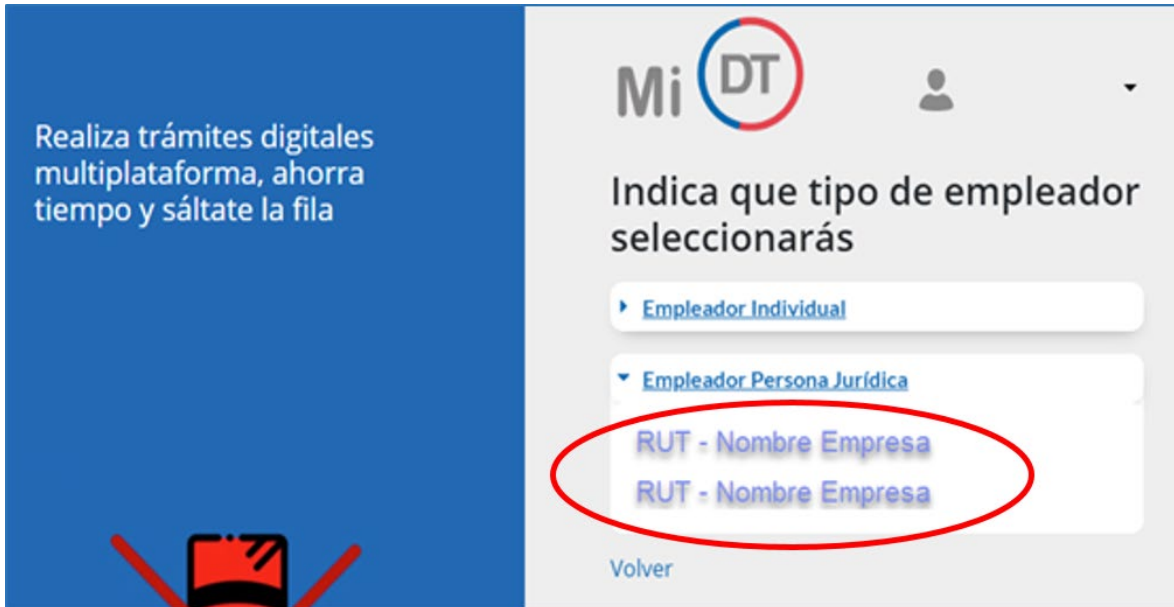 Realiza trámites digitales
multiplataforma, ahorra
tiempo y sáltate la fila
Mi DT
Indica que tipo de empleador
seleccionarás
Empleador Individual
Empleador Persona Jurídica
RUT - Nombre Empresa
RUT - Nombre Empresa
Volver